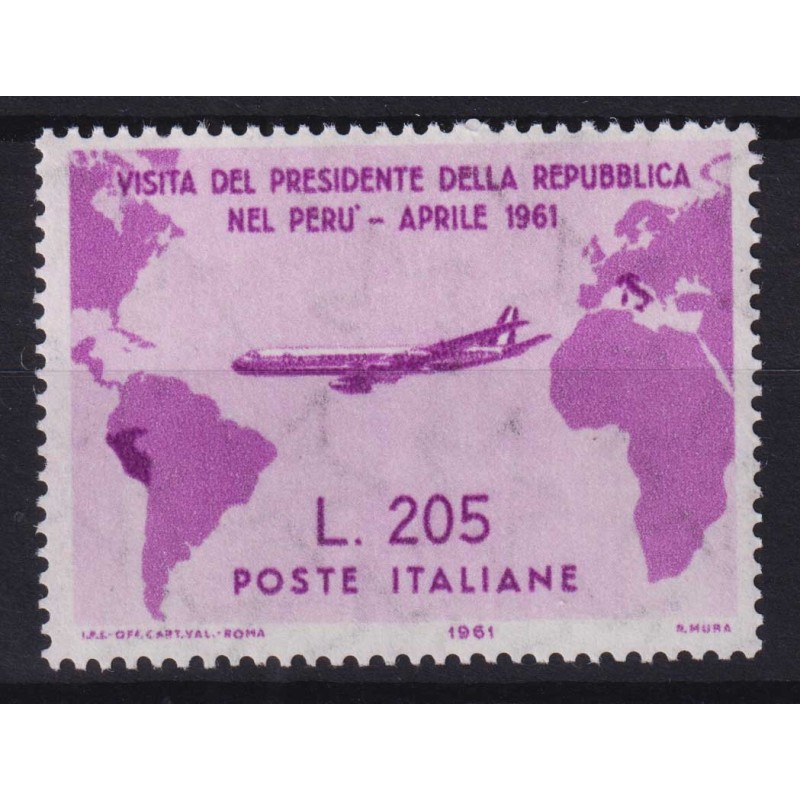 VISITA DEL PRESIDENTE DELLA REPUBBLICA
NEL PERU' - APRILE 1961
L. 205
POSTE ITALIANE
I.P.S.-OFF.CART.VAL.-ROMA 1961 R.MURA